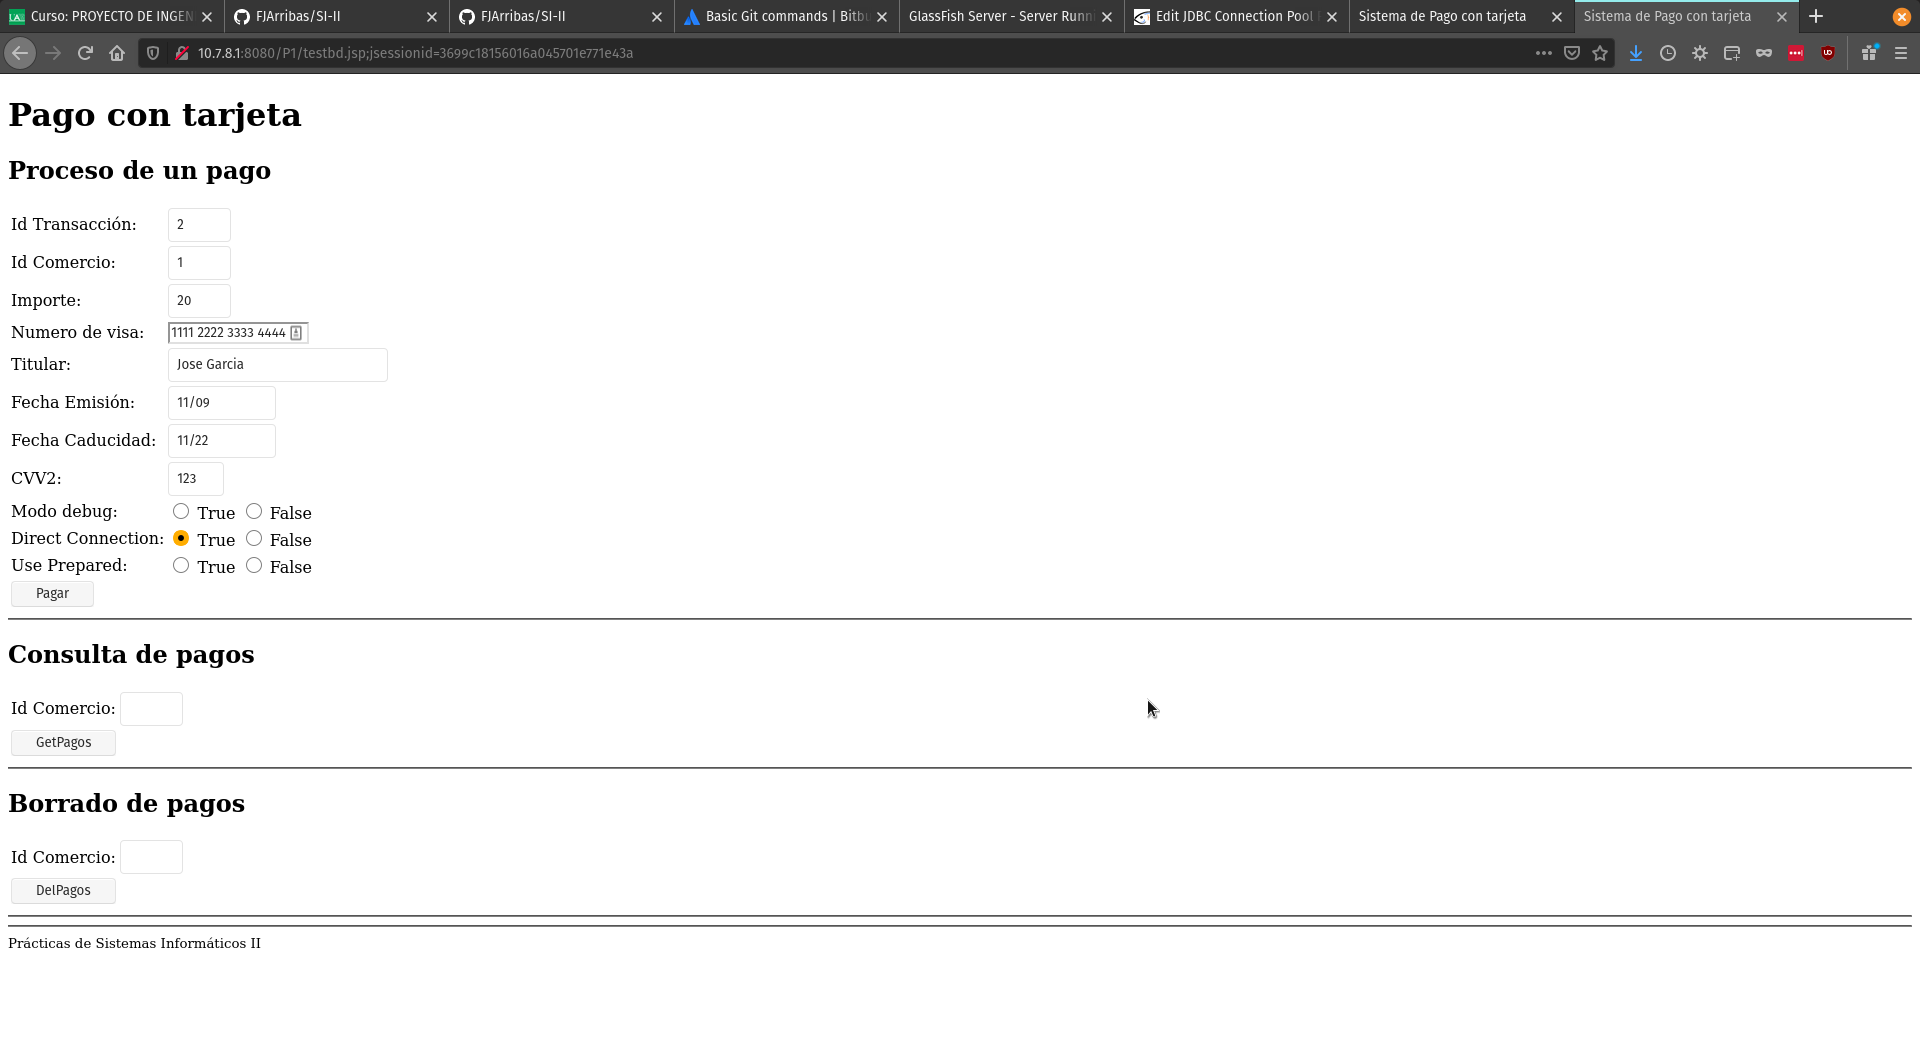 Curso: PROYECTO DE INGEN
FJArribas/SI-II
FJArribas/SI-II
Basic Git commands | Bitbu
GlassFish Server - Server Runni
Edit JDBC Connection Pool P
Sistema de Pago con tarjeta
Sistema de Pago con tarjeta
10.7.8.1:8080/P1/testbd.jsp;jsessionid=3699c18156016a045701e771e43a
Pago con tarjeta
Proceso de un pago
Id Transacción: 2
Id Comercio: 1
Importe: 20
Numero de visa: 1111 2222 3333 4444
Titular: Jose Garcia
Fecha Emisión: 11/09
Fecha Caducidad: 11/22
CVV2: 123
Modo debug: True False
Direct Connection: True False
Use Prepared: True False
Pagar
Consulta de pagos
Id Comercio:
GetPagos
Borrado de pagos
Id Comercio:
DelPagos
Prácticas de Sistemas Informáticos II